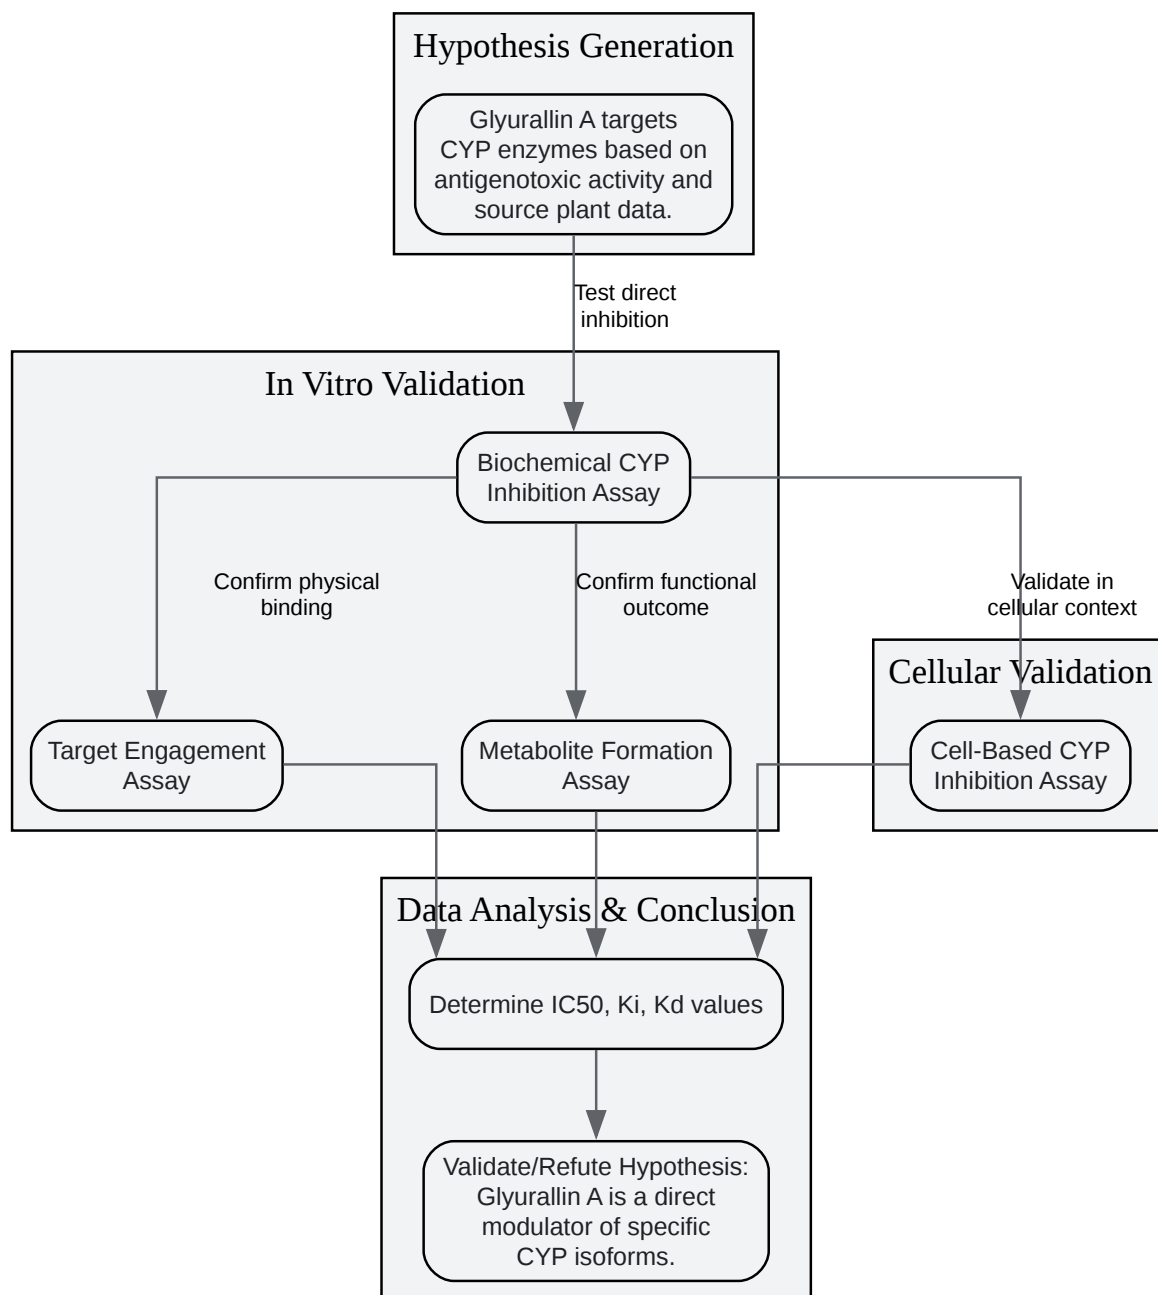 Hypothesis Generation
Glyurallin A targets
CYP enzymes based on
antigenotoxic activity and
source plant data.
Test direct
inhibition
In Vitro Validation
Biochemical CYP
Inhibition Assay
Confirm physical
binding
Confirm functional
outcome
Validate in
cellular context
Cellular Validation
Target Engagement
Assay
Metabolite Formation
Assay
Cell-Based CYP
Inhibition Assay
Data Analysis & Conclusion
Determine IC50, Ki, Kd values
Validate/Refute Hypothesis:
Glyurallin A is a direct
modulator of specific
CYP isoforms.